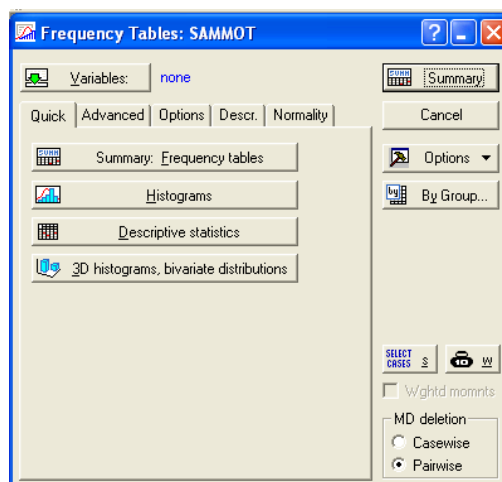 Frequency Tables: SAMMOT
Variables: none
Summary
Quick Advanced Options Descr. Normality
Cancel
Summary: Frequency tables
Options
Histograms
By Group...
Descriptive statistics
3D histograms, bivariate distributions
SELECT CASES S W
Wghtd momnts
MD deletion
Casewise
Pairwise